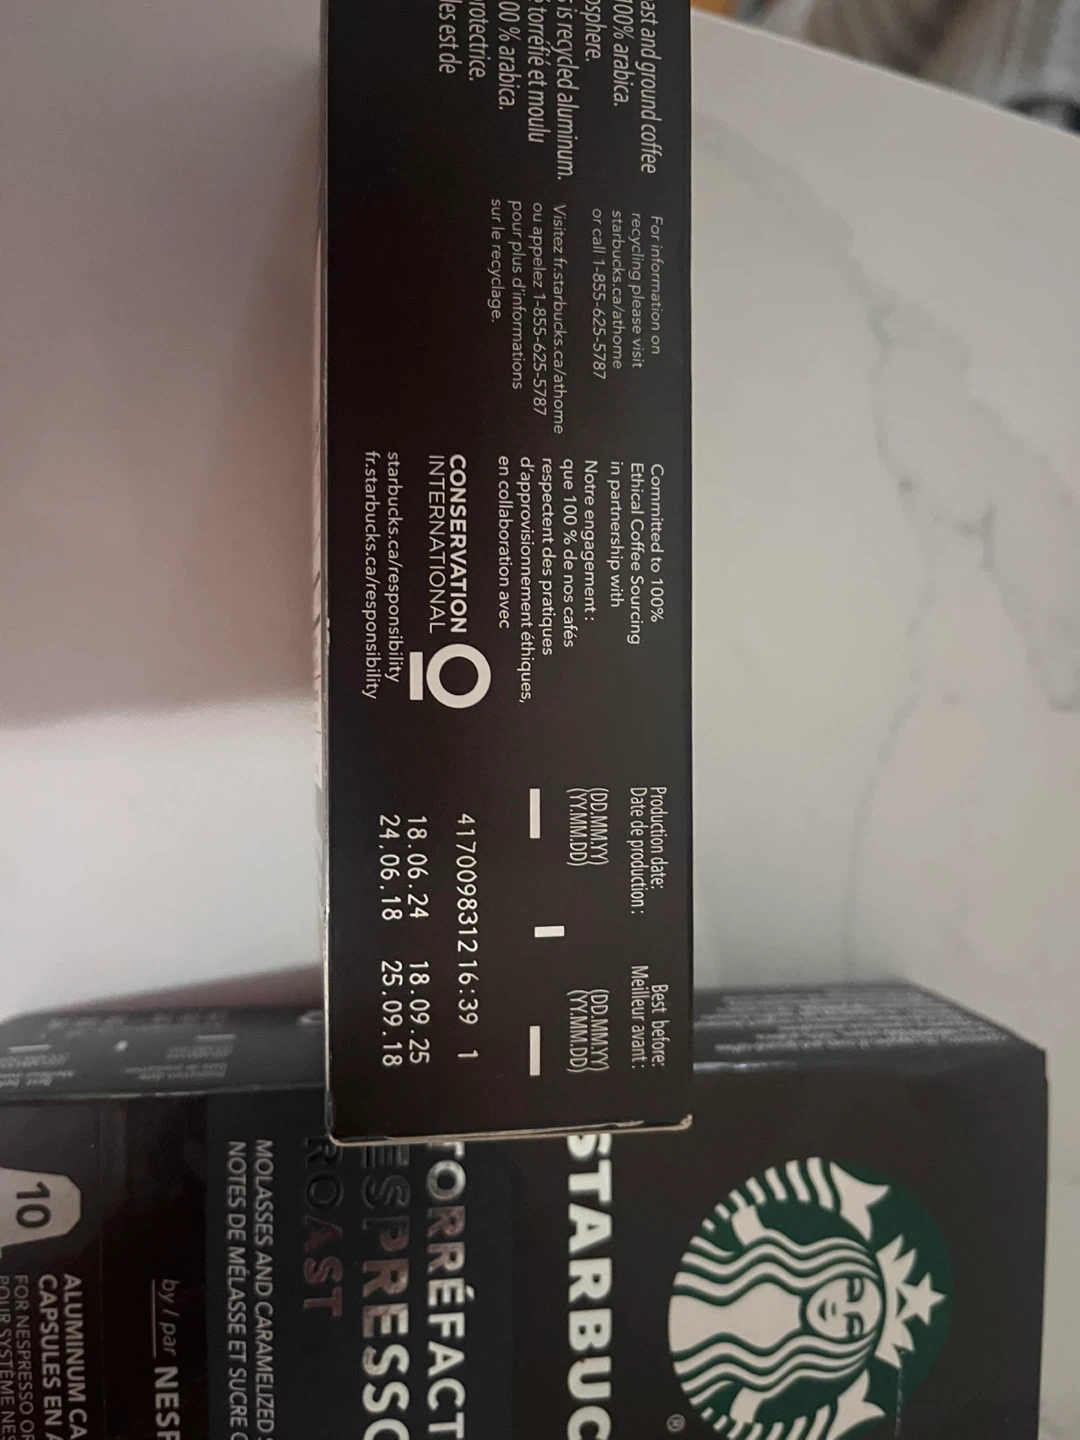 ast and ground coffee
100% arabica.
osphere.
is recycled aluminum.
torréfié et moulu
00 % arabica.
rotectrice.
les est de
For information on
recycling please visit
starbucks.ca/athome
or call 1-855-625-5787
Visitez fr.starbucks.ca/athome
ou appelez 1-855-625-5787
pour plus d'informations
sur le recyclage.
Committed to 100%
Ethical Coffee Sourcing
in partnership with
Notre engagement :
que 100 % de nos cafés
respectent des pratiques
d'approvisionnement éthiques,
en collaboration avec
CONSERVATION
INTERNATIONAL
starbucks.ca/responsibility
fr.starbucks.ca/responsibility
Production date:
Date de production :
(DD.MM.YY)
(YY.MM.DD)
Best before:
Meilleur avant :
(DD.MM.YY)
(YY.MM.DD)
4170098312 16:39 1
18.06.24 18.09.25
24.06.18 25.09.18
STARBUC
®
TORRÉFACT
ESPRESSO
ROAST
MOLASSES AND CARAMELIZED
NOTES DE MÉLASSE ET SUCRE
by / par NESP
10
ALUMINUM CA
CAPSULES EN A
FOR NESPRESSO OR
POUR SYSTÈME NES